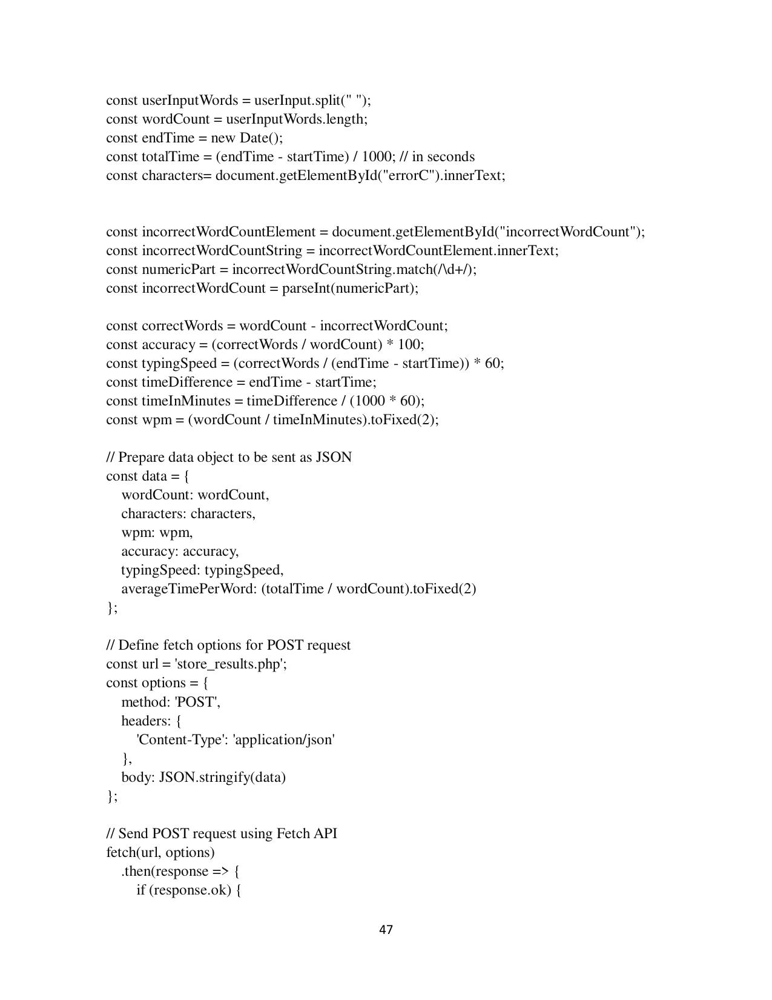 const userInputWords = userInput.split(" ");
const wordCount = userInputWords.length;
const endTime = new Date();
const totalTime = (endTime - startTime) / 1000; // in seconds
const characters= document.getElementById("errorC").innerText;
const incorrectWordCountElement = document.getElementById("incorrectWordCount");
const incorrectWordCountString = incorrectWordCountElement.innerText;
const numericPart = incorrectWordCountString.match(/\d+/);
const incorrectWordCount = parseInt(numericPart);
const correctWords = wordCount - incorrectWordCount;
const accuracy = (correctWords / wordCount) * 100;
const typingSpeed = (correctWords / (endTime - startTime)) * 60;
const timeDifference = endTime - startTime;
const timeInMinutes = timeDifference / (1000 * 60);
const wpm = (wordCount / timeInMinutes).toFixed(2);
// Prepare data object to be sent as JSON
const data = {
    wordCount: wordCount,
    characters: characters,
    wpm: wpm,
    accuracy: accuracy,
    typingSpeed: typingSpeed,
    averageTimePerWord: (totalTime / wordCount).toFixed(2)
};
// Define fetch options for POST request
const url = 'store_results.php';
const options = {
    method: 'POST',
    headers: {
        'Content-Type': 'application/json'
    },
    body: JSON.stringify(data)
};
// Send POST request using Fetch API
fetch(url, options)
    .then(response => {
        if (response.ok) {
47